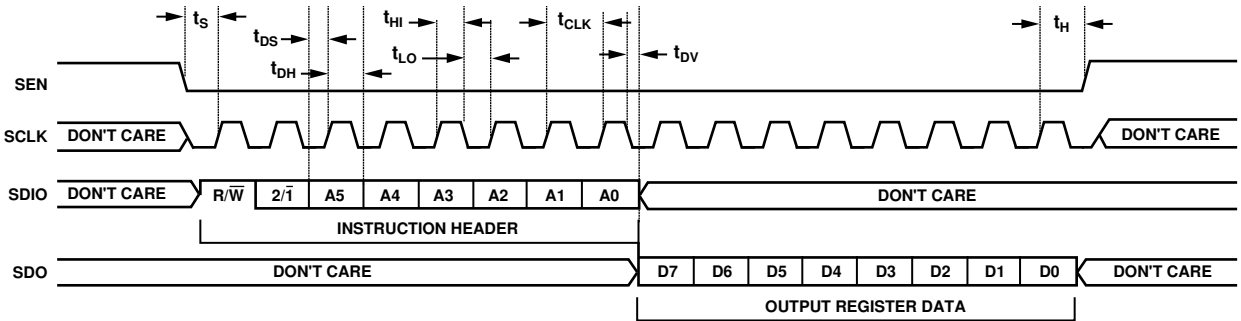 tS tHI tCLK tH
tDS tLO tDV
tDH
SEN
SCLK DON'T CARE DON'T CARE
SDIO DON'T CARE R/W̅ 2/1̅ A5 A4 A3 A2 A1 A0 DON'T CARE
INSTRUCTION HEADER
SDO DON'T CARE D7 D6 D5 D4 D3 D2 D1 D0 DON'T CARE
OUTPUT REGISTER DATA